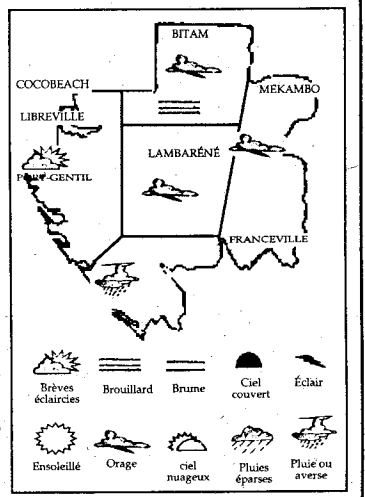 BITAM
COCOBEACH
MEKAMBO
LIBREVILLE
LAMBARÉNÉ
PORT-GENTIL
FRANCEVILLE
Brèves éclaircies
Brouillard
Brume
Ciel couvert
Éclair
Ensoleillé
Orage
ciel nuageux
Pluies éparses
Pluie ou averse